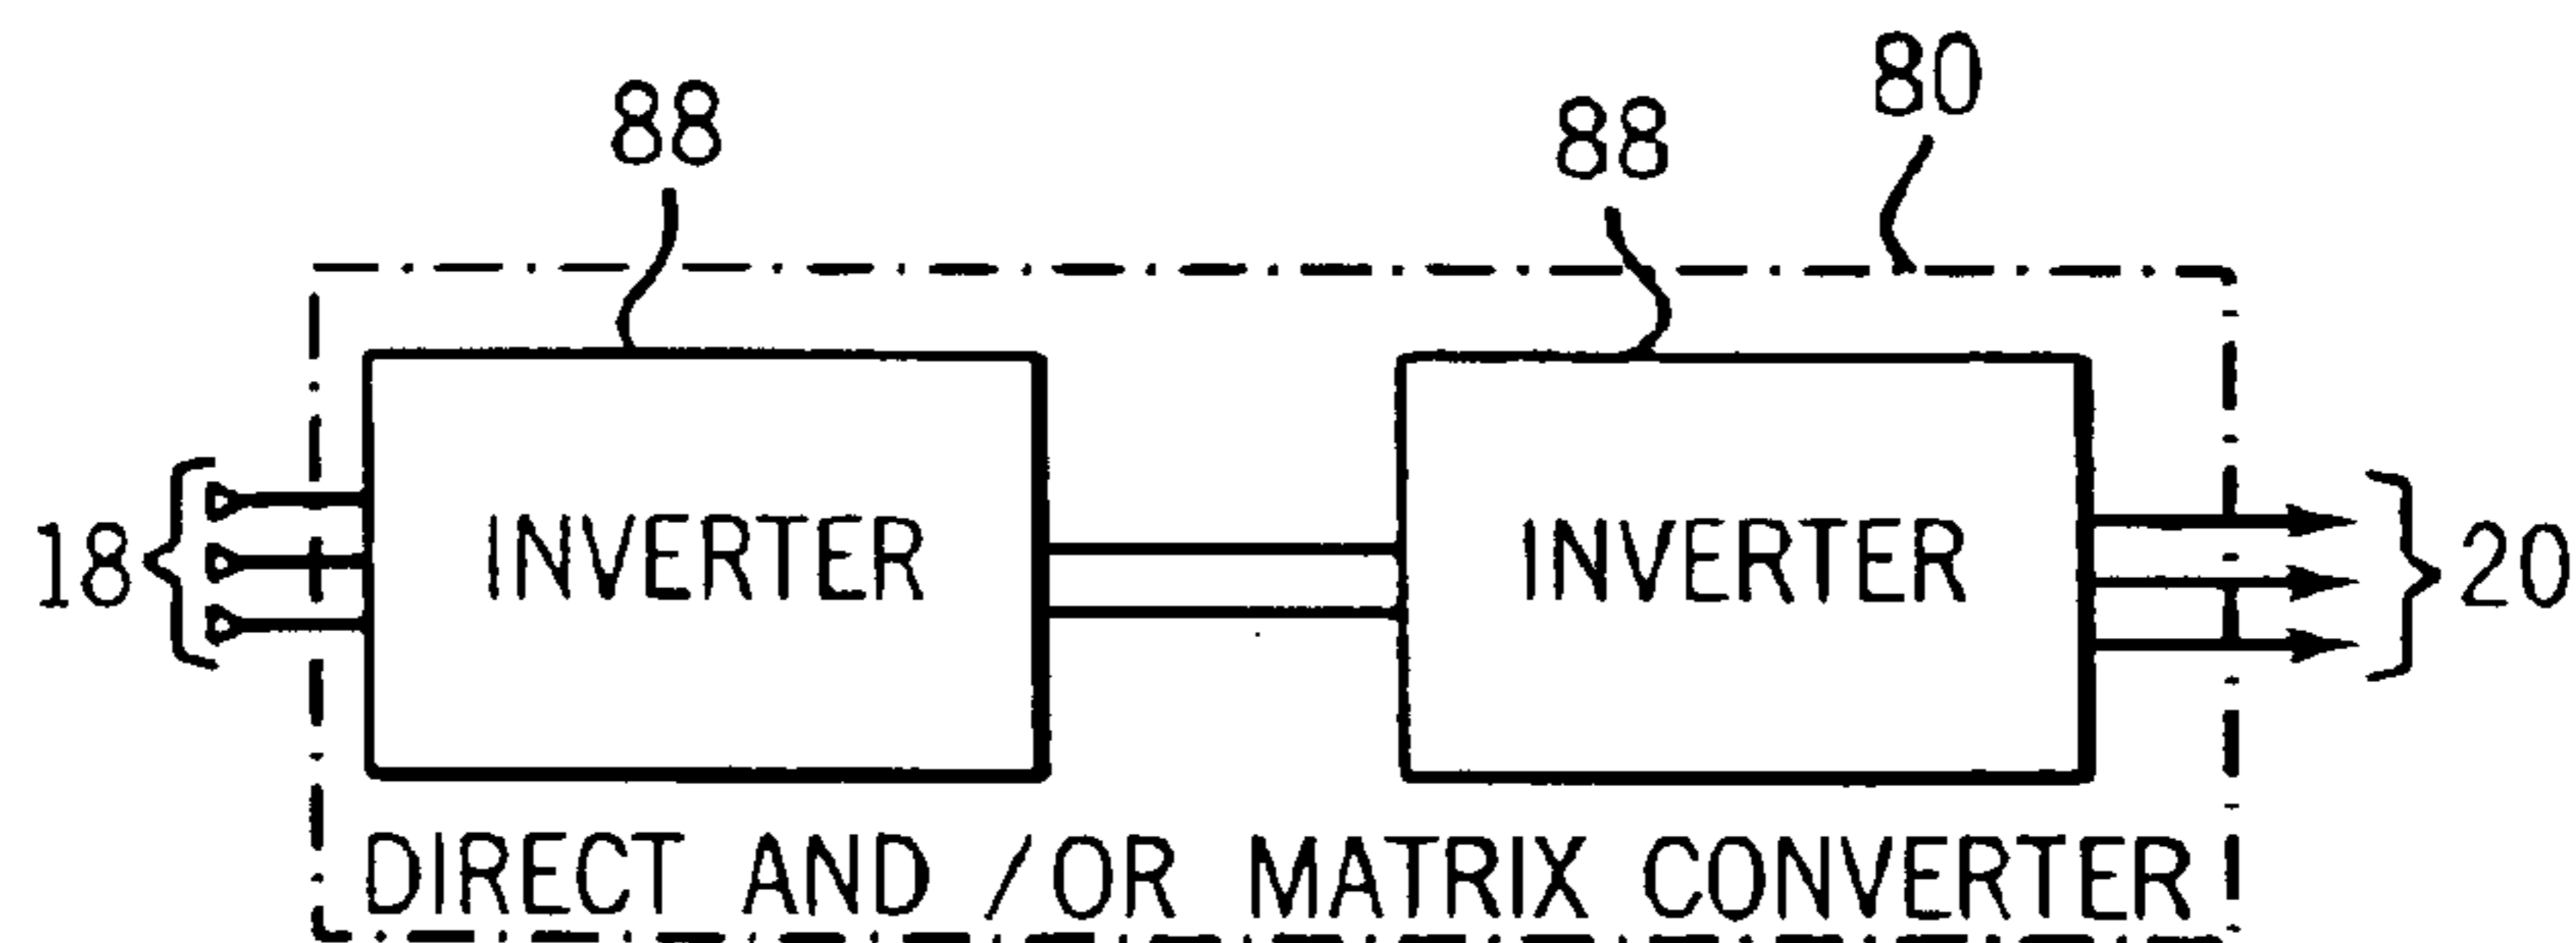 88 88 80
18 INVERTER INVERTER 20
DIRECT AND /OR MATRIX CONVERTER